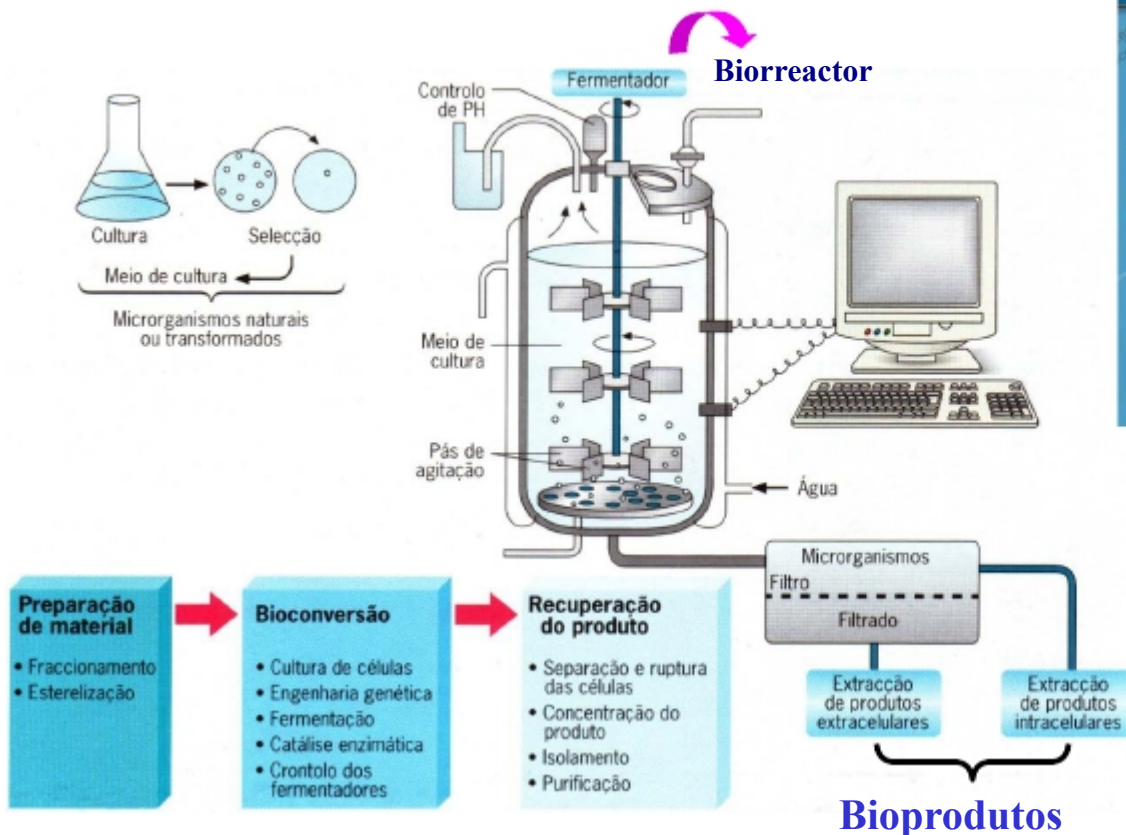 Biorreactor
Fermentador
Controlo
de PH
Cultura
Selecção
Meio de cultura
Microrganismos naturais
ou transformados
Meio de
cultura
Pás de
agitação
Água
Microrganismos
Filtro
Filtrado
Extracção
de produtos
extracelulares
Extracção
de produtos
intracelulares
Bioprodutos
Preparação
de material
• Fraccionamento
• Esterelização
Bioconversão
• Cultura de células
• Engenharia genética
• Fermentação
• Catálise enzimática
• Crontolo dos
fermentadores
Recuperação
do produto
• Separação e ruptura
das células
• Concentração do
produto
• Isolamento
• Purificação